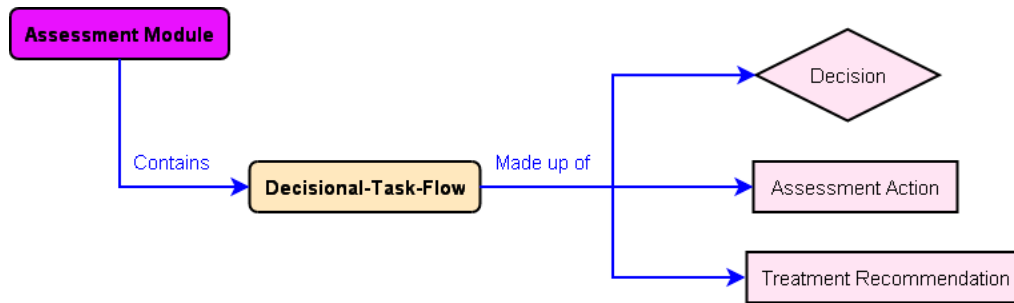 Assessment Module
Decision
Contains
Made up of
Decisional-Task-Flow
Assessment Action
Treatment Recommendation